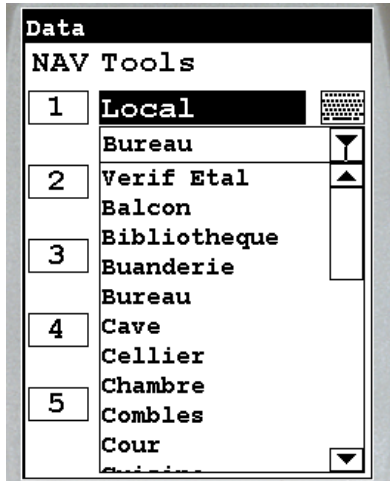 Data
NAV Tools
1 Local
Bureau
2 Verif Etal
Balcon
Bibliotheque
3
Buanderie
Bureau
4 Cave
Cellier
Chambre
5
Combles
Cour